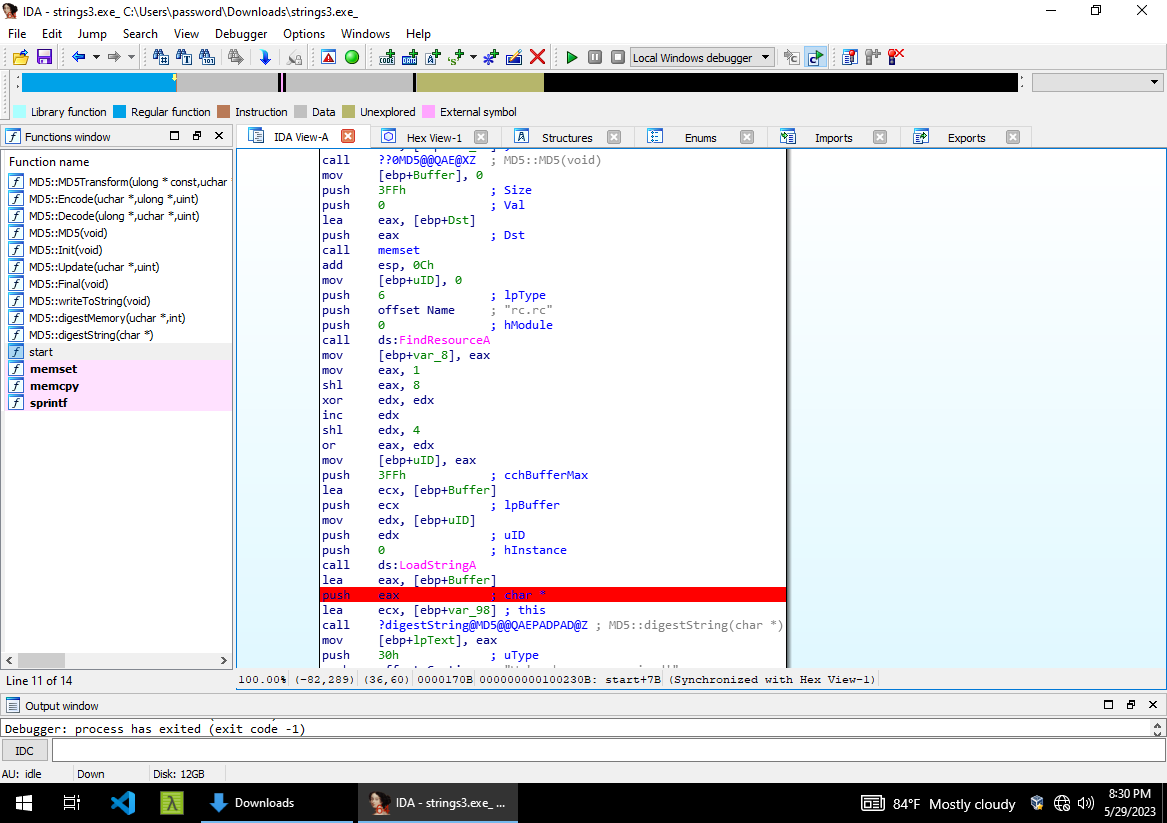 IDA - strings3.exe_ C:\Users\password\Downloads\strings3.exe_
File Edit Jump Search View Debugger Options Windows Help
Local Windows debugger
Library function Regular function Instruction Data Unexplored External symbol
Functions window
IDA View-A Hex View-1 Structures Enums Imports Exports
Function name
MD5::MD5Transform(ulong * const,uchar
MD5::Encode(uchar *,ulong *,uint)
MD5::Decode(ulong *,uchar *,uint)
MD5::MD5(void)
MD5::Init(void)
MD5::Update(uchar *,uint)
MD5::Final(void)
MD5::writeToString(void)
MD5::digestMemory(uchar *,int)
MD5::digestString(char *)
start
memset
memcpy
sprintf
Line 11 of 14
call ??0MD5@@QAE@XZ ; MD5::MD5(void)
mov [ebp+Buffer], 0
push 3FFh ; Size
push 0 ; Val
lea eax, [ebp+Dst]
push eax ; Dst
call memset
add esp, 0Ch
mov [ebp+uID], 0
push 6 ; lpType
push offset Name ; "rc.rc"
push 0 ; hModule
call ds:FindResourceA
mov [ebp+var_8], eax
mov eax, 1
shl eax, 8
xor edx, edx
inc edx
shl edx, 4
or eax, edx
mov [ebp+uID], eax
push 3FFh ; cchBufferMax
lea ecx, [ebp+Buffer]
push ecx ; lpBuffer
mov edx, [ebp+uID]
push edx ; uID
push 0 ; hInstance
call ds:LoadStringA
lea eax, [ebp+Buffer]
push eax ; char *
lea ecx, [ebp+var_98] ; this
call ?digestString@MD5@@QAEPADPAD@Z ; MD5::digestString(char *)
mov [ebp+lpText], eax
push 30h ; uType
100.00% (-82,289) (36,60) 0000170B 000000000100230B: start+7B (Synchronized with Hex View-1)
Output window
Debugger: process has exited (exit code -1)
IDC
AU: idle Down Disk: 12GB
Downloads
IDA - strings3.exe_ ...
84°F Mostly cloudy
8:30 PM
5/29/2023